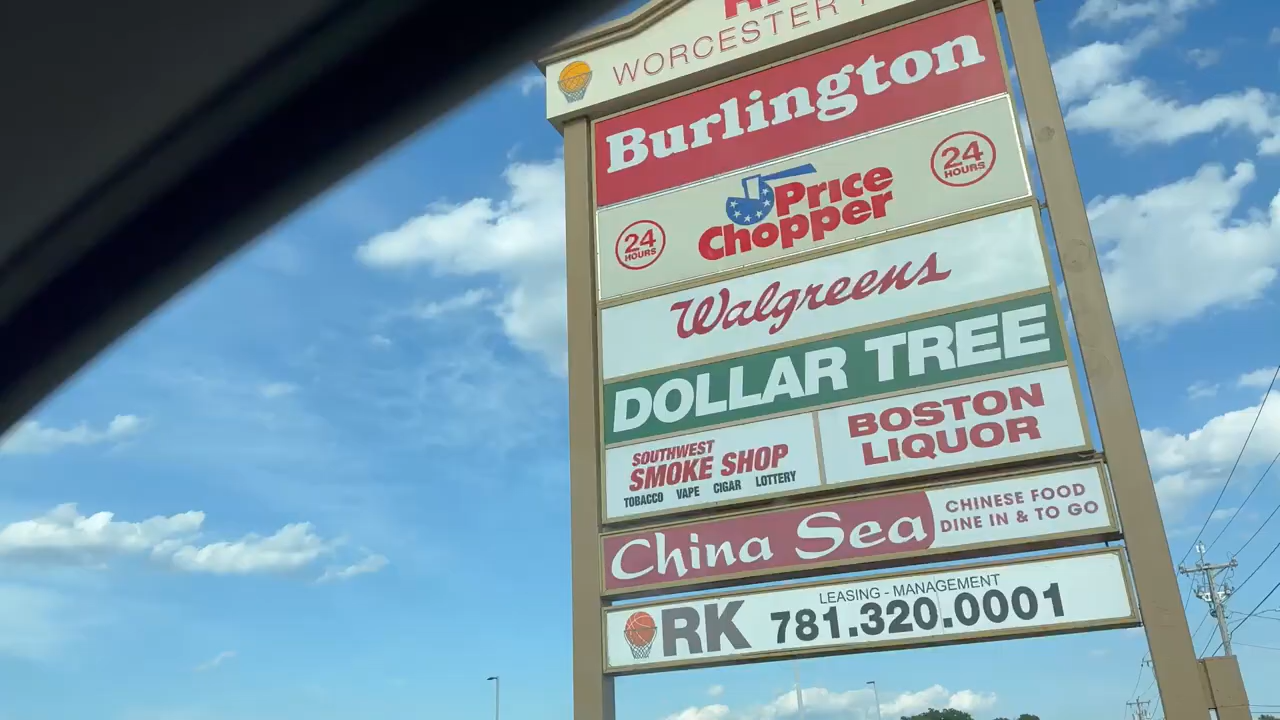 WORCESTER
Burlington
24
HOURS
Price
Chopper
24
HOURS
Walgreens
DOLLAR TREE
SOUTHWEST
SMOKE SHOP
TOBACCO VAPE CIGAR LOTTERY
BOSTON
LIQUOR
China Sea
CHINESE FOOD
DINE IN & TO GO
RK
LEASING - MANAGEMENT
781.320.0001